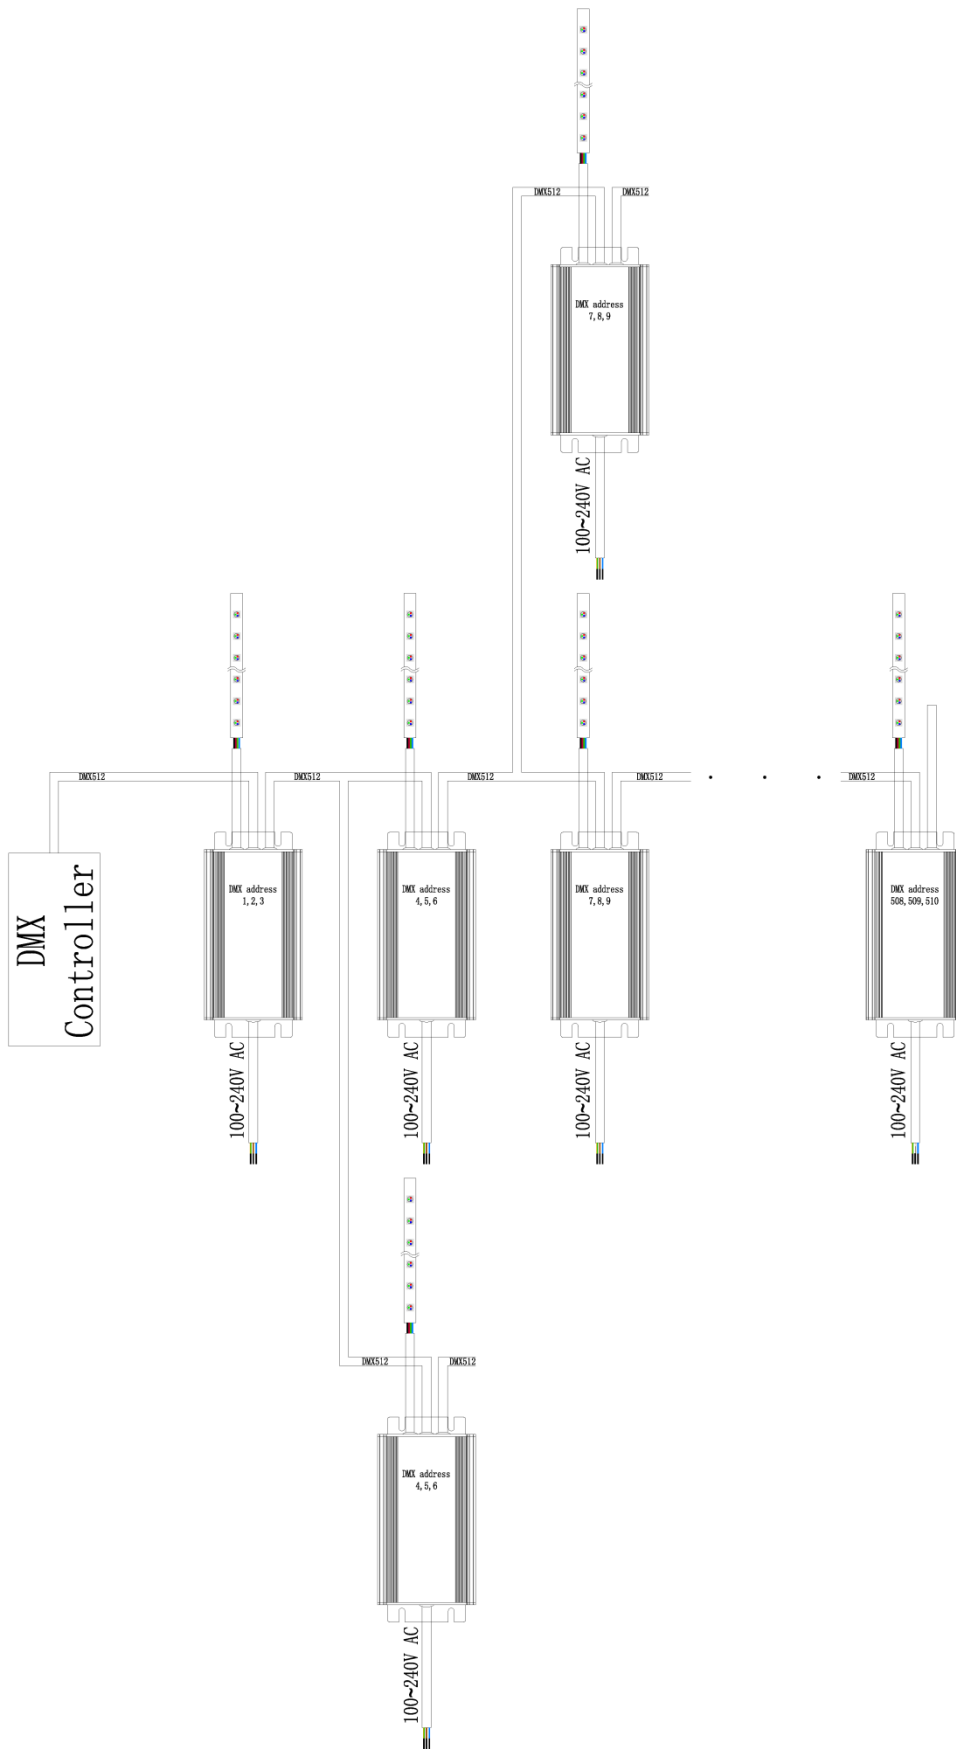 DMX512
DMX512
DMX address
7,8,9
100~240V AC
DMX512
DMX512
DMX512
DMX512
DMX512
DMX
Controller
DMX address
1,2,3
DMX address
4,5,6
DMX address
7,8,9
DMX address
508,509,510
100~240V AC
100~240V AC
100~240V AC
100~240V AC
DMX512
DMX512
DMX address
4,5,6
100~240V AC